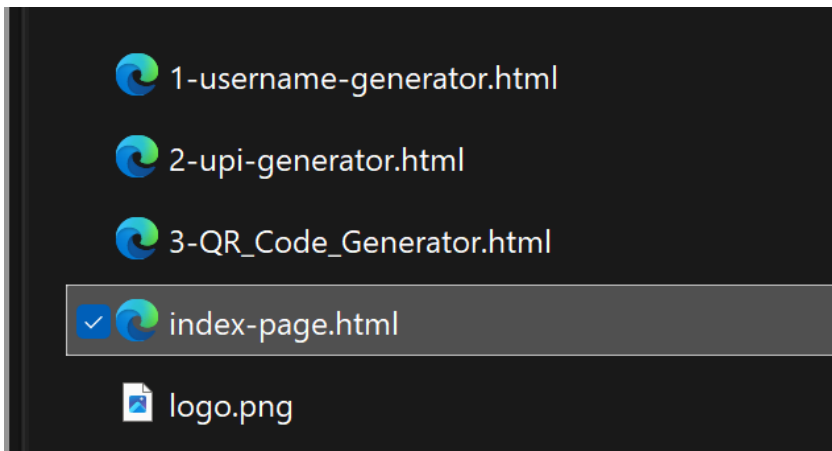 1-username-generator.html
2-upi-generator.html
3-QR_Code_Generator.html
index-page.html
logo.png